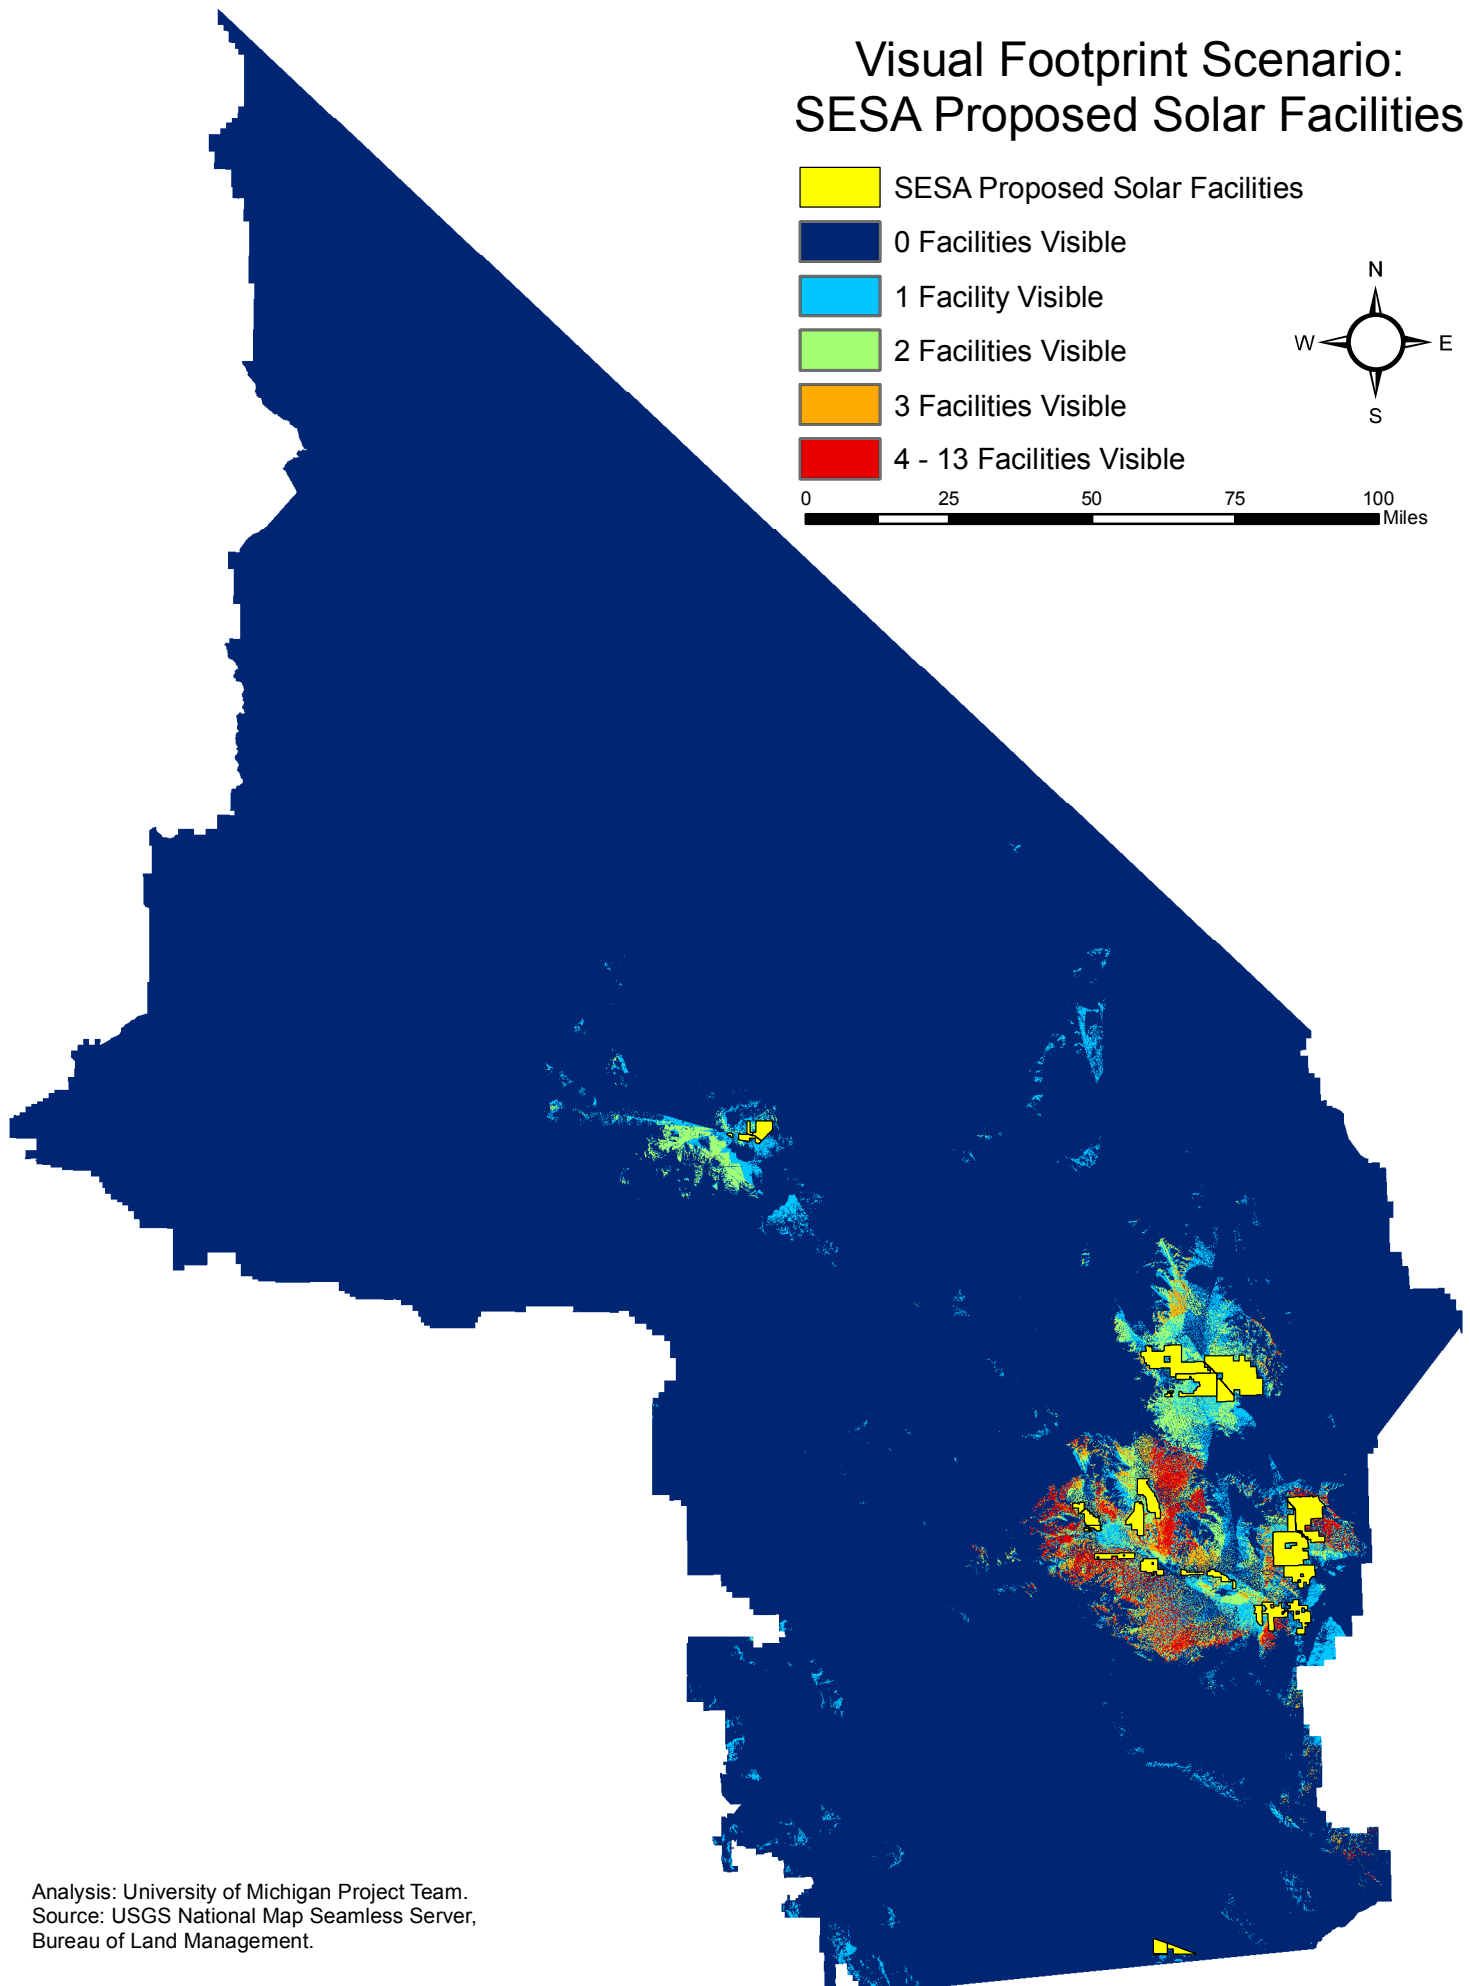 Visual Footprint Scenario:
SESA Proposed Solar Facilities
SESA Proposed Solar Facilities
0 Facilities Visible
1 Facility Visible
2 Facilities Visible
3 Facilities Visible
4 - 13 Facilities Visible
N
W E
S
0 25 50 75 100
Miles
Analysis: University of Michigan Project Team.
Source: USGS National Map Seamless Server,
Bureau of Land Management.